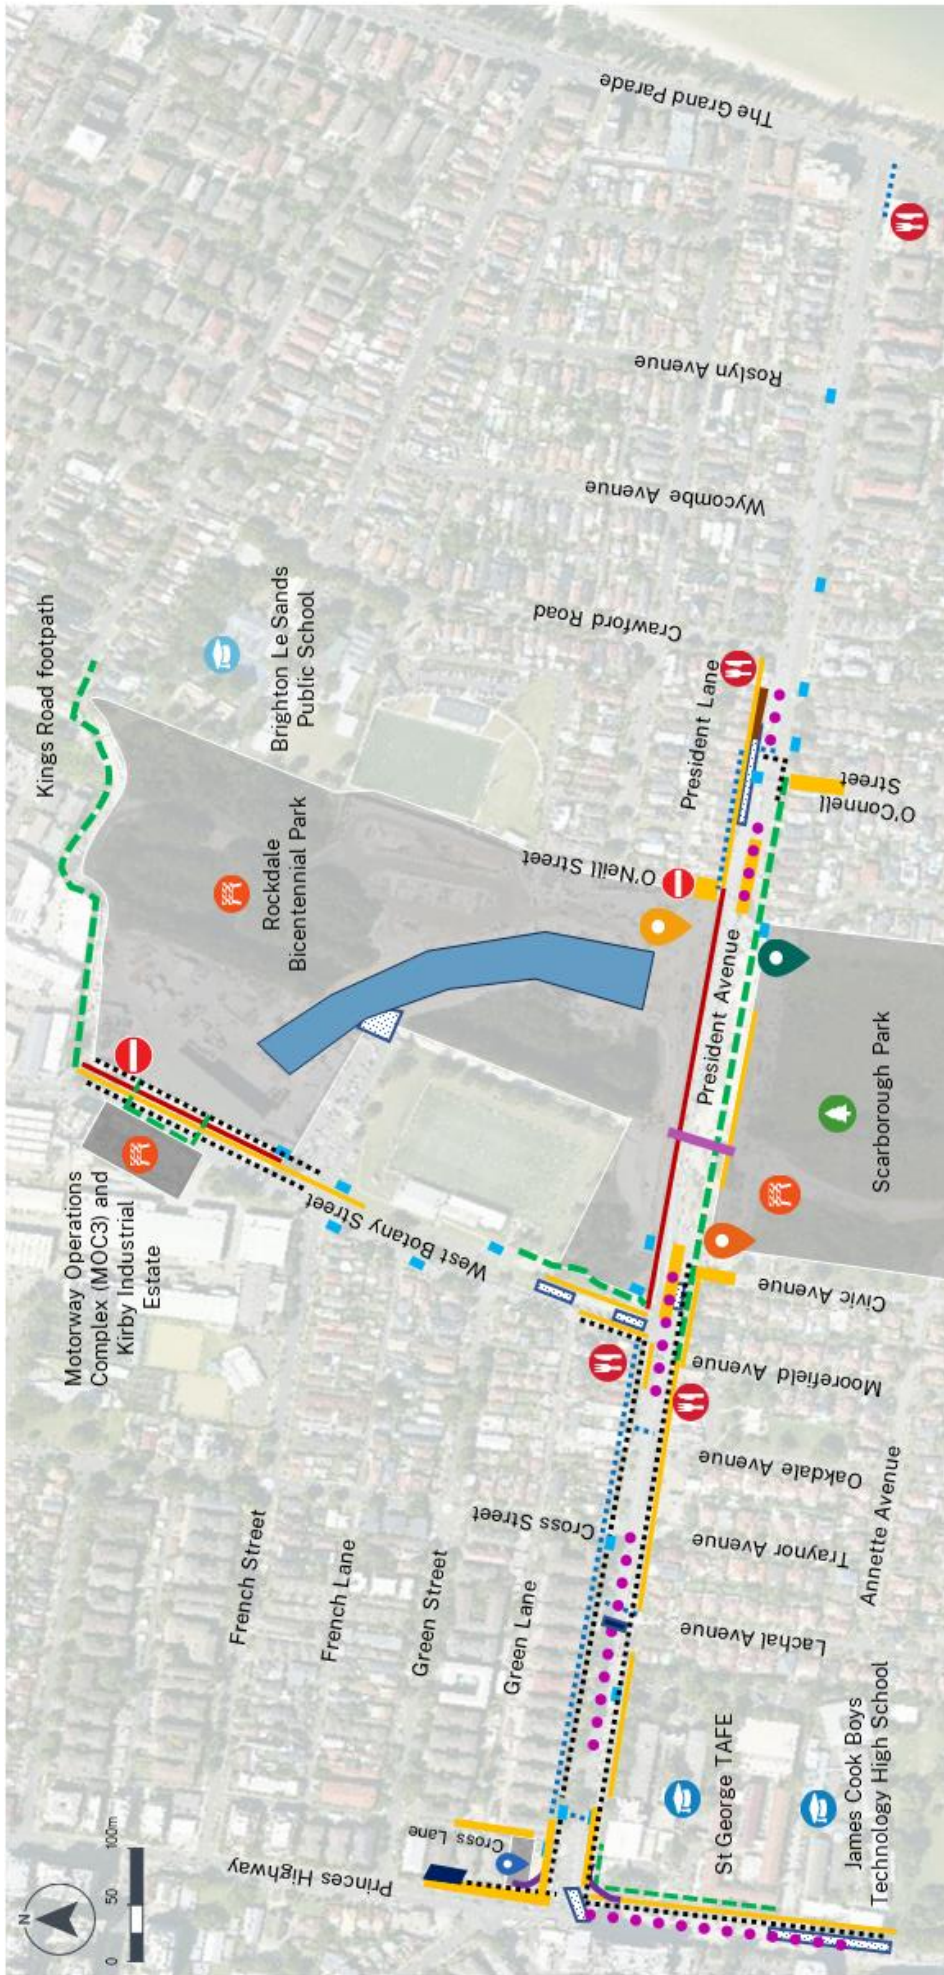 N
0
50
100m
Princes Highway
Cross Lane
French Street
French Lane
Green Street
Green Lane
Cross Street
St George TAFE
James Cook Boys
Technology High School
Lachal Avenue
Traynor Avenue
Annette Avenue
Oakdale Avenue
Moorefield Avenue
Civic Avenue
Motorway Operations
Complex (MOC3) and
Kirby Industrial
Estate
West Botany Street
Rockdale
Bicentennial Park
Scarborough Park
President Avenue
O'Neill Street
President Lane
O'Connell
Street
Kings Road footpath
Brighton Le Sands
Public School
Crawford Road
Wycombe Avenue
Roslyn Avenue
The Grand Parade